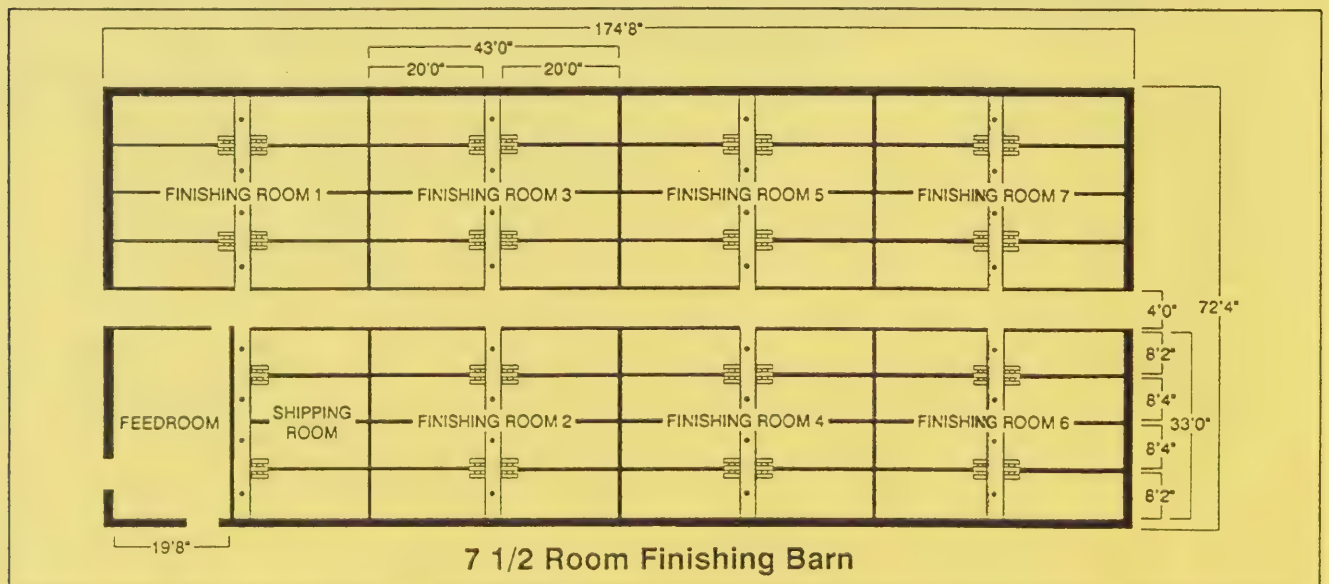 174'8"
43'0"
20'0" 20'0"
FINISHING ROOM 1 FINISHING ROOM 3 FINISHING ROOM 5 FINISHING ROOM 7
4'0"
72'4"
8'2"
8'4"
33'0"
8'4"
8'2"
FEEDROOM
SHIPPING
ROOM
FINISHING ROOM 2 FINISHING ROOM 4 FINISHING ROOM 6
19'8"
7 1/2 Room Finishing Barn